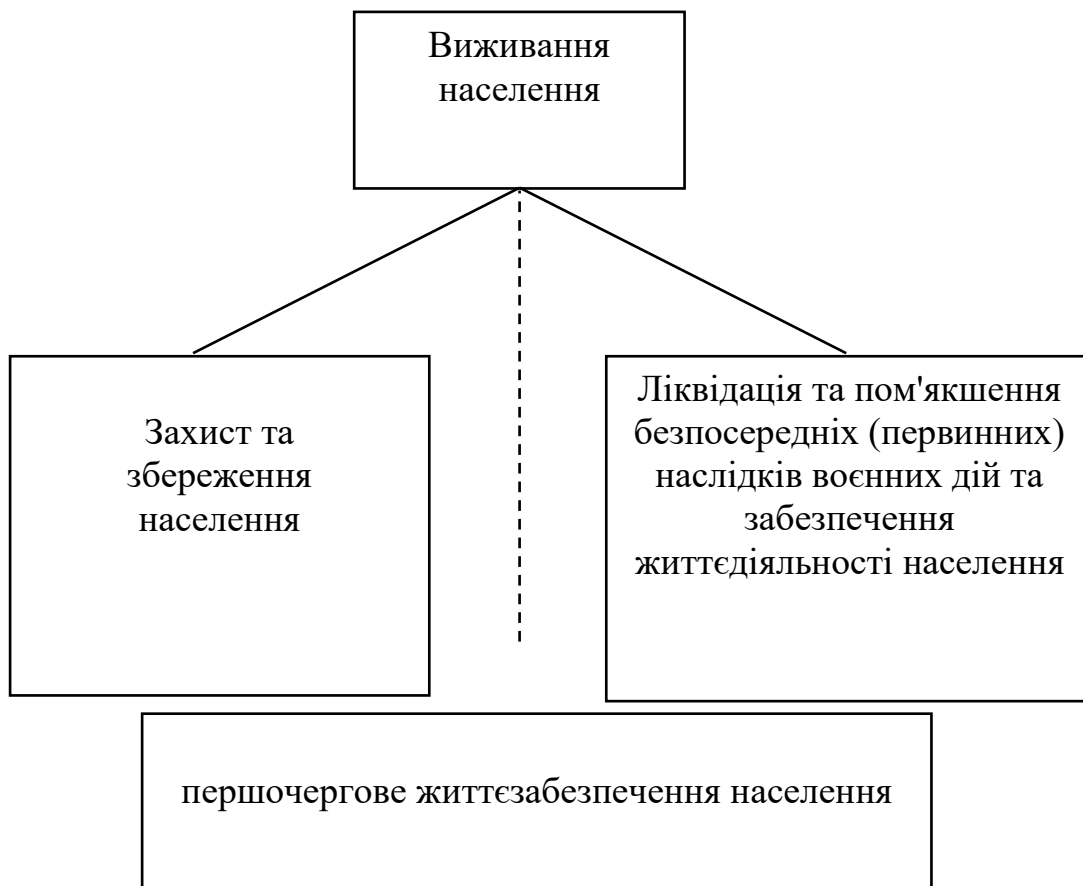 Виживання
населення
Захист та
збереження
населення
Ліквідація та пом'якшення
безпосередніх (первинних)
наслідків воєнних дій та
забезпечення
життєдіяльності населення
першочергове життєзабезпечення населення